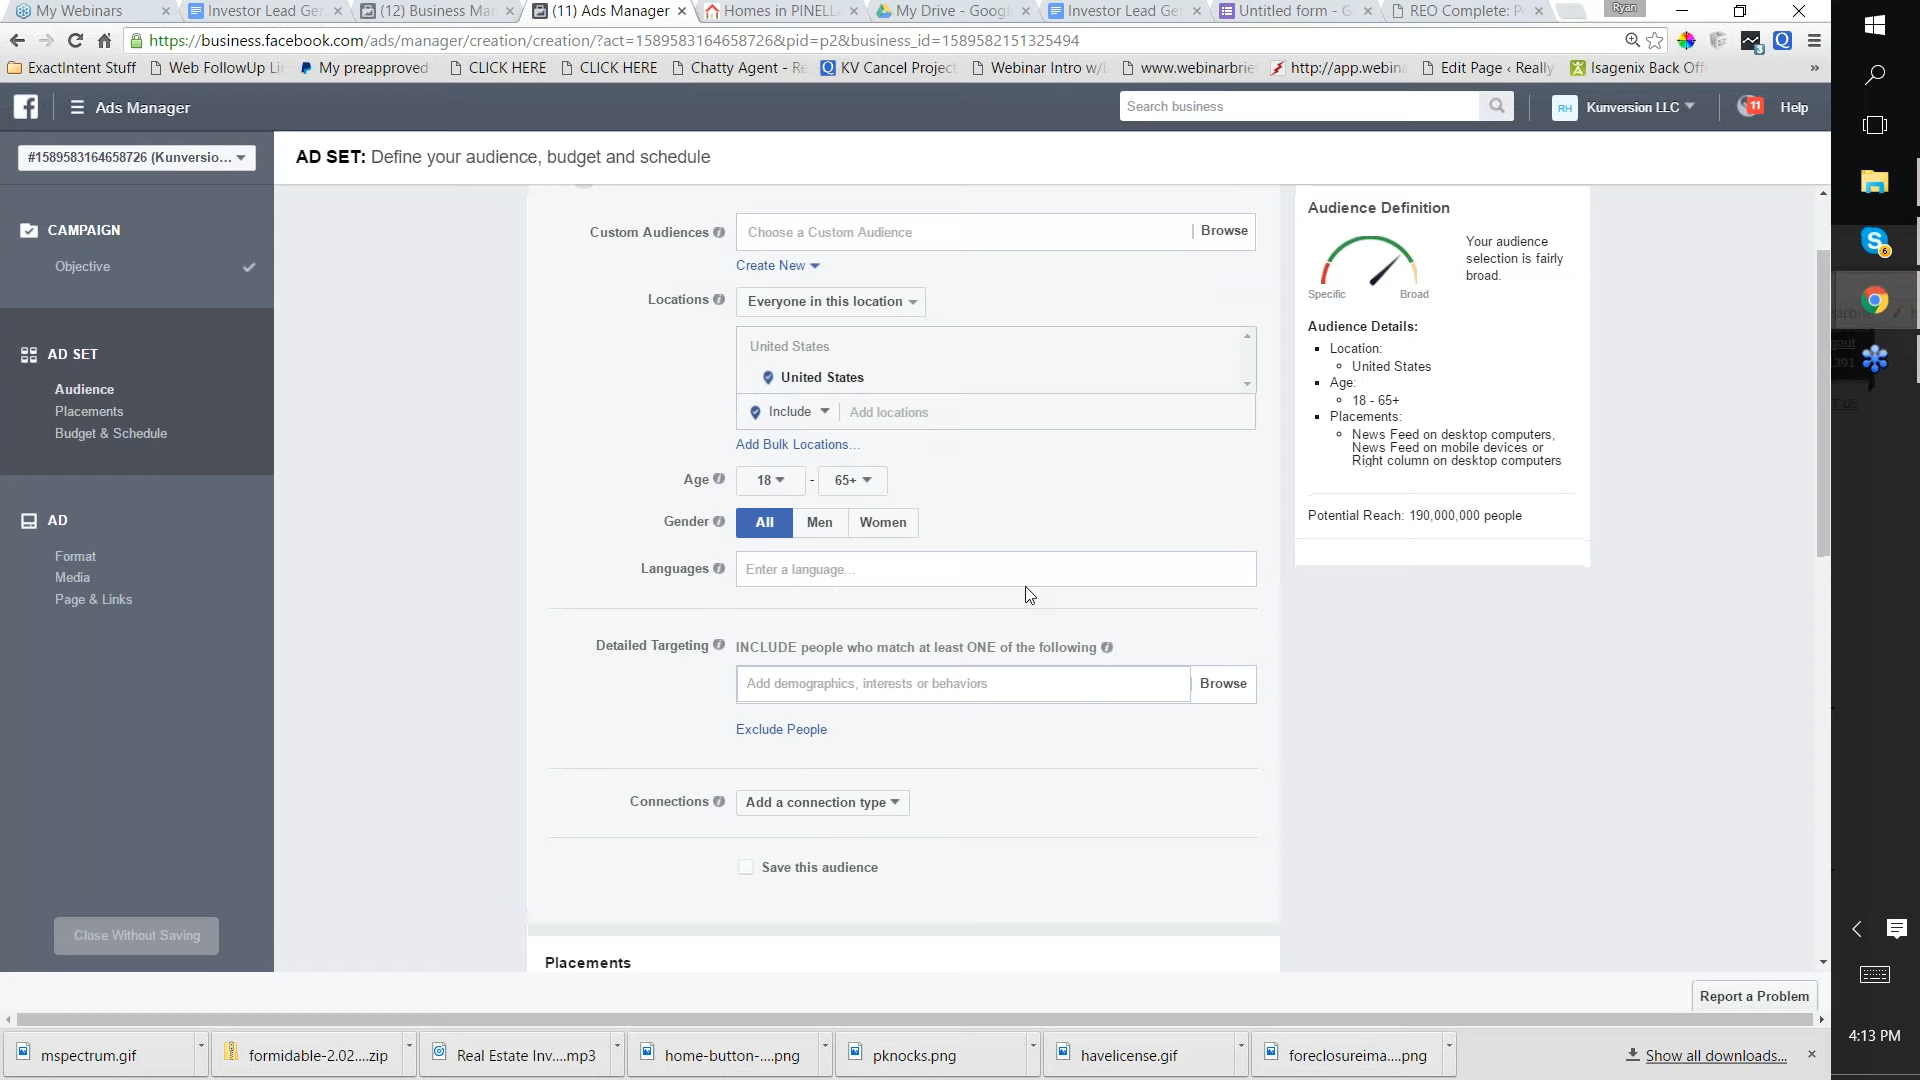 My Webinars
Investor Lead Ger
(12) Business Mar
(11) Ads Manager
Homes in PINELL
My Drive - Googl
Investor Lead Ger
Untitled form - G
REO Complete: P
Ryan
https://business.facebook.com/ads/manager/creation/creation/?act=1589583164658726&pid=p2&business_id=1589582151325494
ExactIntent Stuff
Web FollowUp Li
My preapproved
CLICK HERE
CLICK HERE
Chatty Agent - Re
KV Cancel Project
Webinar Intro w/
www.webinarbrie
http://app.webina
Edit Page ‹ Really
Isagenix Back Off
»
Ads Manager
Search business
RH
Kunversion LLC
11
Help
#1589583164658726 (Kunversio...
AD SET: Define your audience, budget and schedule
CAMPAIGN
Objective
AD SET
Audience
Placements
Budget & Schedule
AD
Format
Media
Page & Links
Close Without Saving
Custom Audiences
Choose a Custom Audience
Browse
Create New
Locations
Everyone in this location
United States
United States
Include
Add locations
Add Bulk Locations...
Age
18
-
65+
Gender
All
Men
Women
Languages
Enter a language...
Detailed Targeting
INCLUDE people who match at least ONE of the following
Add demographics, interests or behaviors
Browse
Exclude People
Connections
Add a connection type
Save this audience
Placements
Audience Definition
Specific
Broad
Your audience
selection is fairly
broad.
Audience Details:
Location:
United States
Age:
18 - 65+
Placements:
News Feed on desktop computers,
News Feed on mobile devices or
Right column on desktop computers
Potential Reach: 190,000,000 people
Report a Problem
mspectrum.gif
formidable-2.02....zip
Real Estate Inv....mp3
home-button-....png
pknocks.png
havelicense.gif
foreclosureima....png
Show all downloads...
4:13 PM